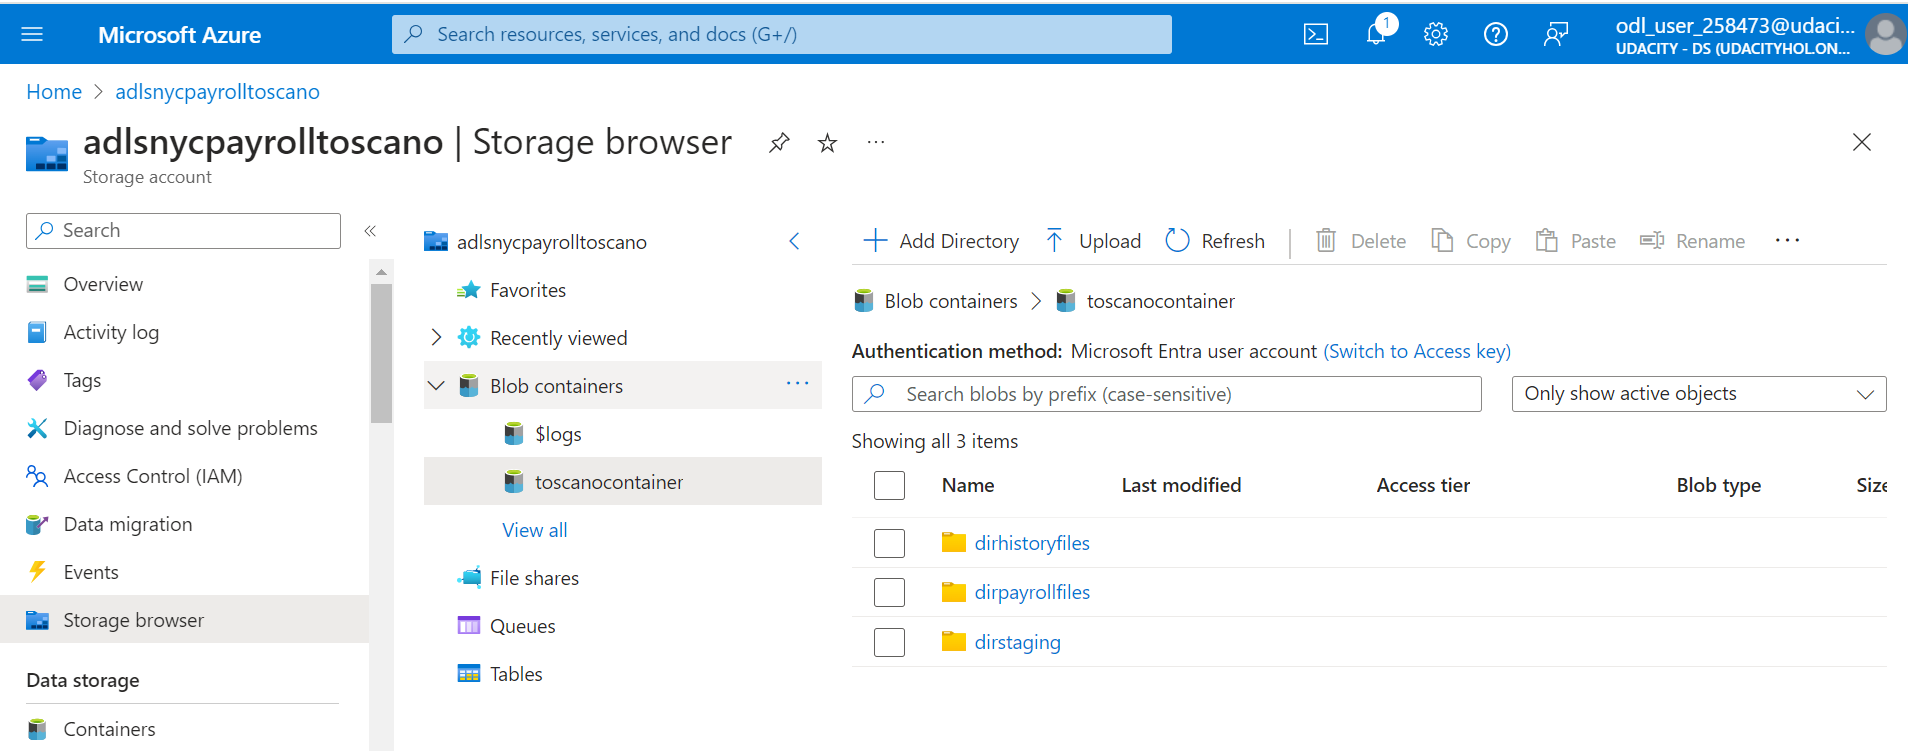 Microsoft Azure
Search resources, services, and docs (G+/)
1
odl_user_258473@udaci...
UDACITY - DS (UDACITYHOL.ON...
Home > adlsnycpayrolltoscano
adlsnycpayrolltoscano | Storage browser
Storage account
Search
Overview
Activity log
Tags
Diagnose and solve problems
Access Control (IAM)
Data migration
Events
Storage browser
Data storage
Containers
adlsnycpayrolltoscano
Favorites
Recently viewed
Blob containers
$logs
toscanocontainer
View all
File shares
Queues
Tables
Add Directory Upload Refresh Delete Copy Paste Rename
Blob containers > toscanocontainer
Authentication method: Microsoft Entra user account (Switch to Access key)
Search blobs by prefix (case-sensitive) Only show active objects
Showing all 3 items
Name Last modified Access tier Blob type Size
dirhistoryfiles
dirpayrollfiles
dirstaging